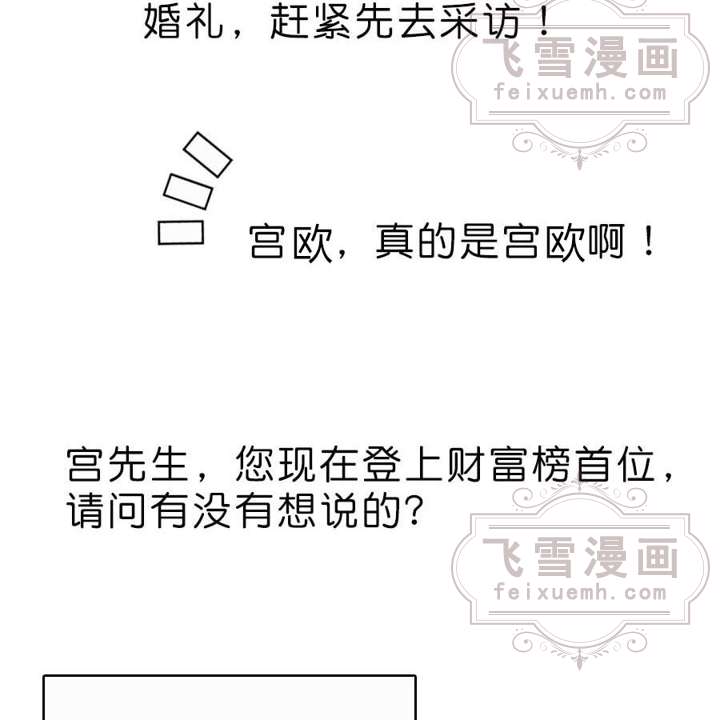 婚礼，赶紧先去采访！
飞雪漫画
feixuemh.com
宫欧，真的是宫欧啊！
宫先生，您现在登上财富榜首位，
请问有没有想说的？
飞雪漫画
feixuemh.com